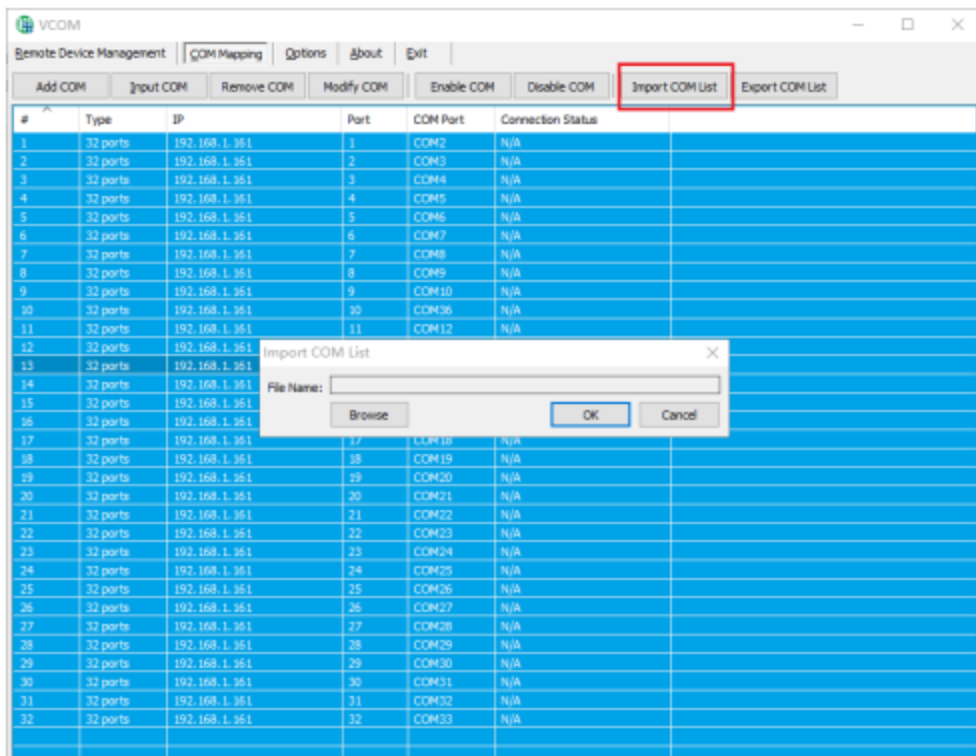 VCOM
Remote Device Management COM Mapping Options About Exit
Add COM Input COM Remove COM Modify COM Enable COM Disable COM Import COM List Export COM List
# Type IP Port COM Port Connection Status
1 32 ports 192.168.1.161 1 COM2 N/A
2 32 ports 192.168.1.161 2 COM3 N/A
3 32 ports 192.168.1.161 3 COM4 N/A
4 32 ports 192.168.1.161 4 COM5 N/A
5 32 ports 192.168.1.161 5 COM6 N/A
6 32 ports 192.168.1.161 6 COM7 N/A
7 32 ports 192.168.1.161 7 COM8 N/A
8 32 ports 192.168.1.161 8 COM9 N/A
9 32 ports 192.168.1.161 9 COM10 N/A
10 32 ports 192.168.1.161 10 COM36 N/A
11 32 ports 192.168.1.161 11 COM12 N/A
12 32 ports 192.168.1.161
Import COM List
13 32 ports 192.168.1.161
14 32 ports 192.168.1.161
File Name:
15 32 ports 192.168.1.161
16 32 ports 192.168.1.161
Browse OK Cancel
17 32 ports 192.168.1.161 17 COM18 N/A
18 32 ports 192.168.1.161 18 COM19 N/A
19 32 ports 192.168.1.161 19 COM20 N/A
20 32 ports 192.168.1.161 20 COM21 N/A
21 32 ports 192.168.1.161 21 COM22 N/A
22 32 ports 192.168.1.161 22 COM23 N/A
23 32 ports 192.168.1.161 23 COM24 N/A
24 32 ports 192.168.1.161 24 COM25 N/A
25 32 ports 192.168.1.161 25 COM26 N/A
26 32 ports 192.168.1.161 26 COM27 N/A
27 32 ports 192.168.1.161 27 COM28 N/A
28 32 ports 192.168.1.161 28 COM29 N/A
29 32 ports 192.168.1.161 29 COM30 N/A
30 32 ports 192.168.1.161 30 COM31 N/A
31 32 ports 192.168.1.161 31 COM32 N/A
32 32 ports 192.168.1.161 32 COM33 N/A